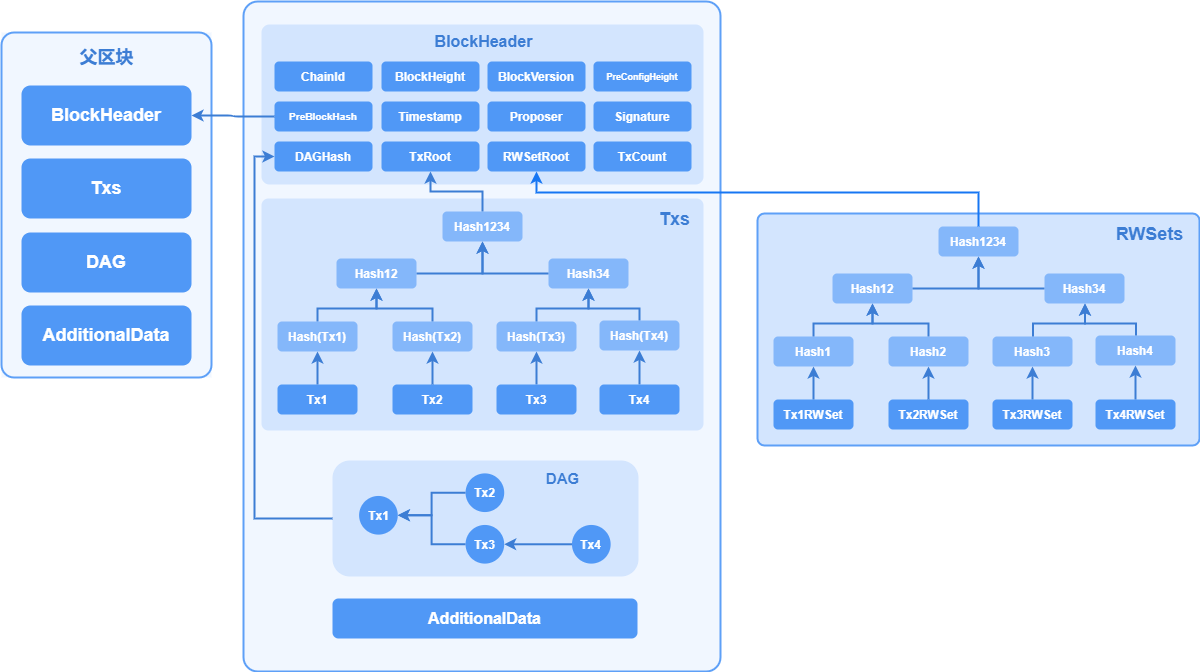 父区块
BlockHeader
Txs
DAG
AdditionalData
BlockHeader
ChainId BlockHeight BlockVersion PreConfigHeight
PreBlockHash Timestamp Proposer Signature
DAGHash TxRoot RWSetRoot TxCount
Txs
Hash1234
Hash12 Hash34
Hash(Tx1) Hash(Tx2) Hash(Tx3) Hash(Tx4)
Tx1 Tx2 Tx3 Tx4
DAG
Tx2
Tx1
Tx3 Tx4
AdditionalData
RWSets
Hash1234
Hash12 Hash34
Hash1 Hash2 Hash3 Hash4
Tx1RWSet Tx2RWSet Tx3RWSet Tx4RWSet